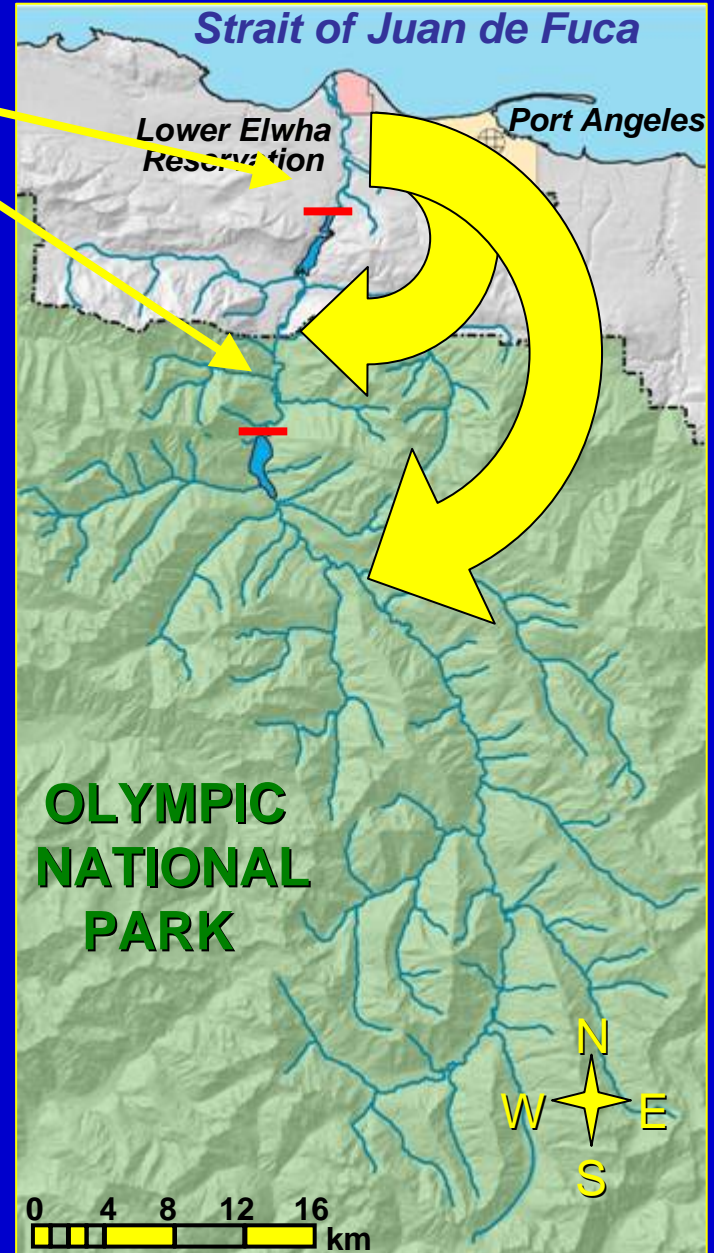 Strait of Juan de Fuca
Lower Elwha
Reservation
Port Angeles
OLYMPIC
NATIONAL
PARK
N
W E
S
0 4 8 12 16
km